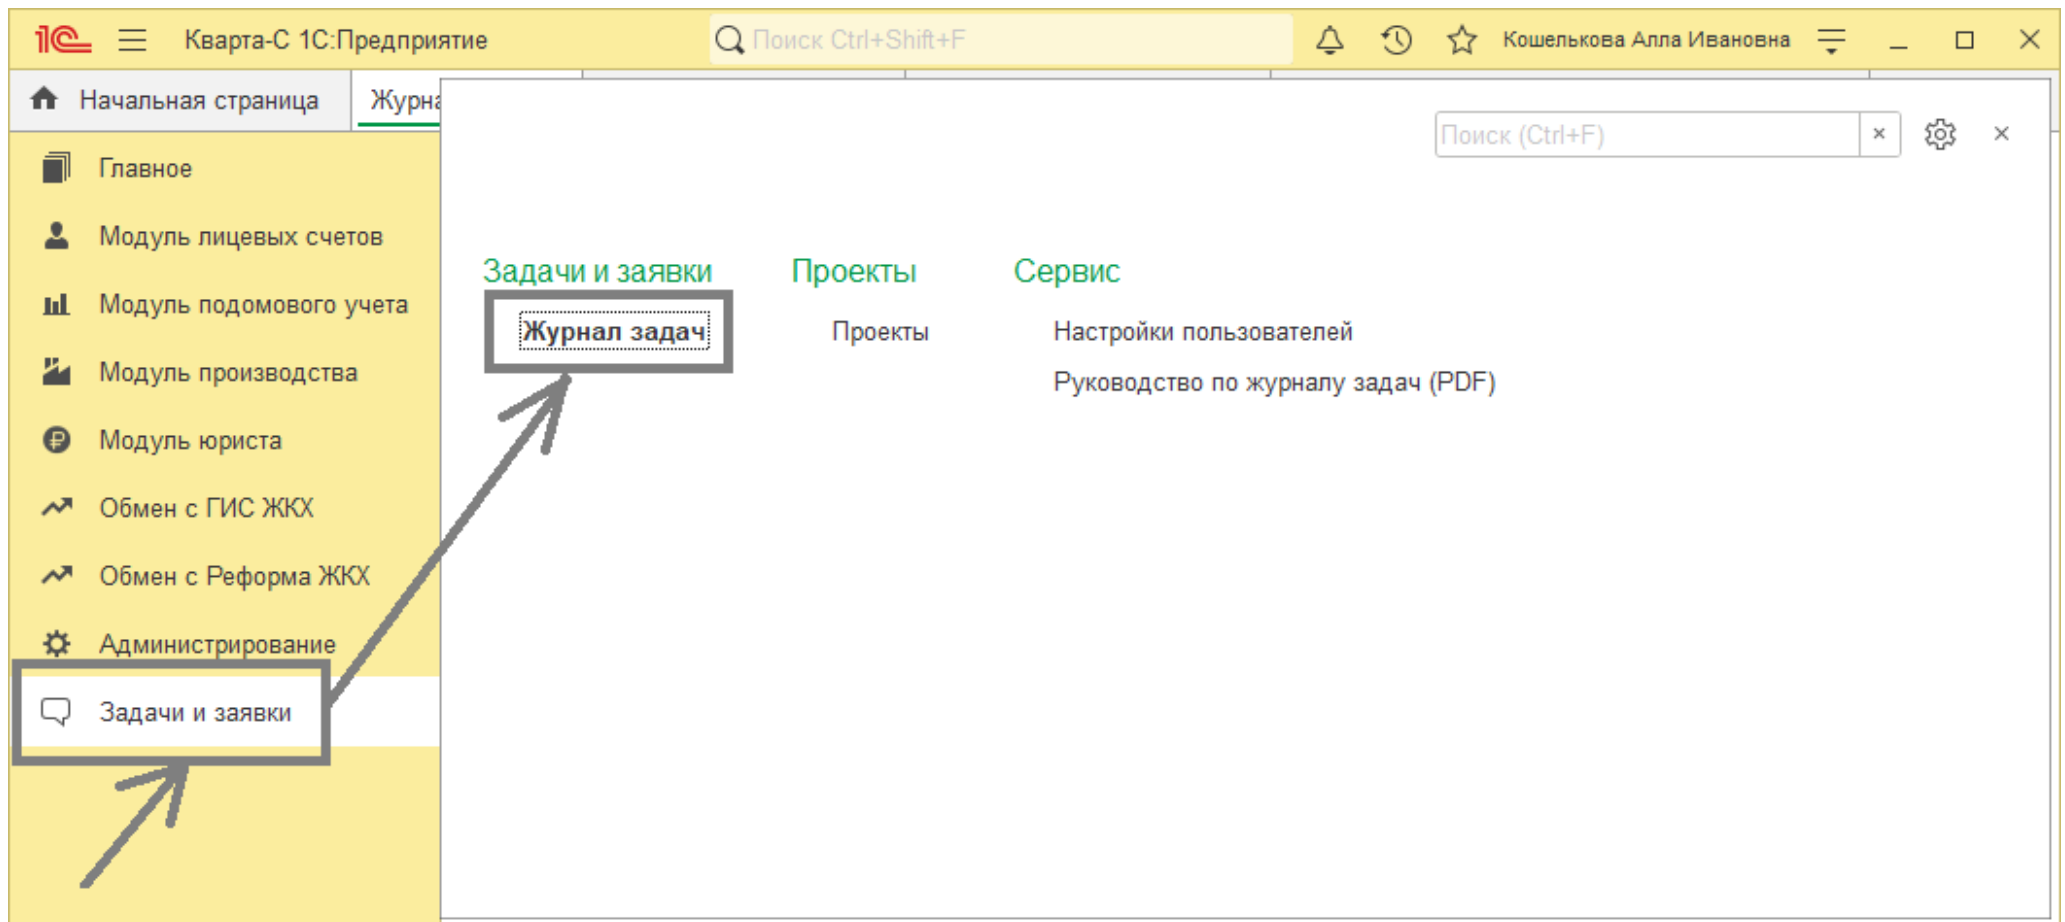 1С Кварта-С 1С:Предприятие Поиск Ctrl+Shift+F Кошелькова Алла Ивановна
Начальная страница
Поиск (Ctrl+F)
Главное
Модуль лицевых счетов
Модуль подомового учета
Модуль производства
Модуль юриста
Обмен с ГИС ЖКХ
Обмен с Реформа ЖКХ
Администрирование
Задачи и заявки
Задачи и заявки
Журнал задач
Проекты
Проекты
Сервис
Настройки пользователей
Руководство по журналу задач (PDF)